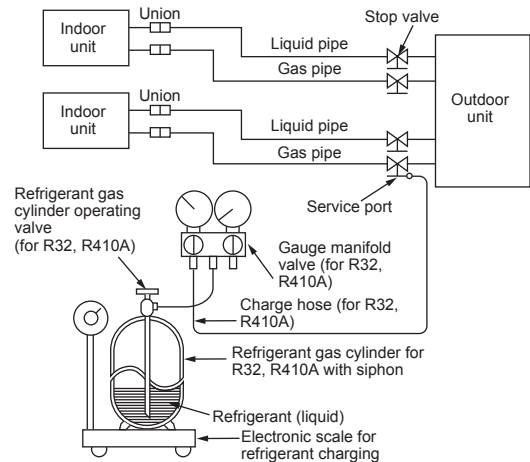 Stop valve
Indoor
unit
Union
Liquid pipe
Gas pipe
Outdoor
unit
Indoor
unit
Union
Liquid pipe
Gas pipe
Service port
Refrigerant gas
cylinder operating
valve
(for R32, R410A)
Gauge manifold
valve (for R32,
R410A)
Charge hose (for R32,
R410A)
Refrigerant gas cylinder for
R32, R410A with siphon
Refrigerant (liquid)
Electronic scale for
refrigerant charging